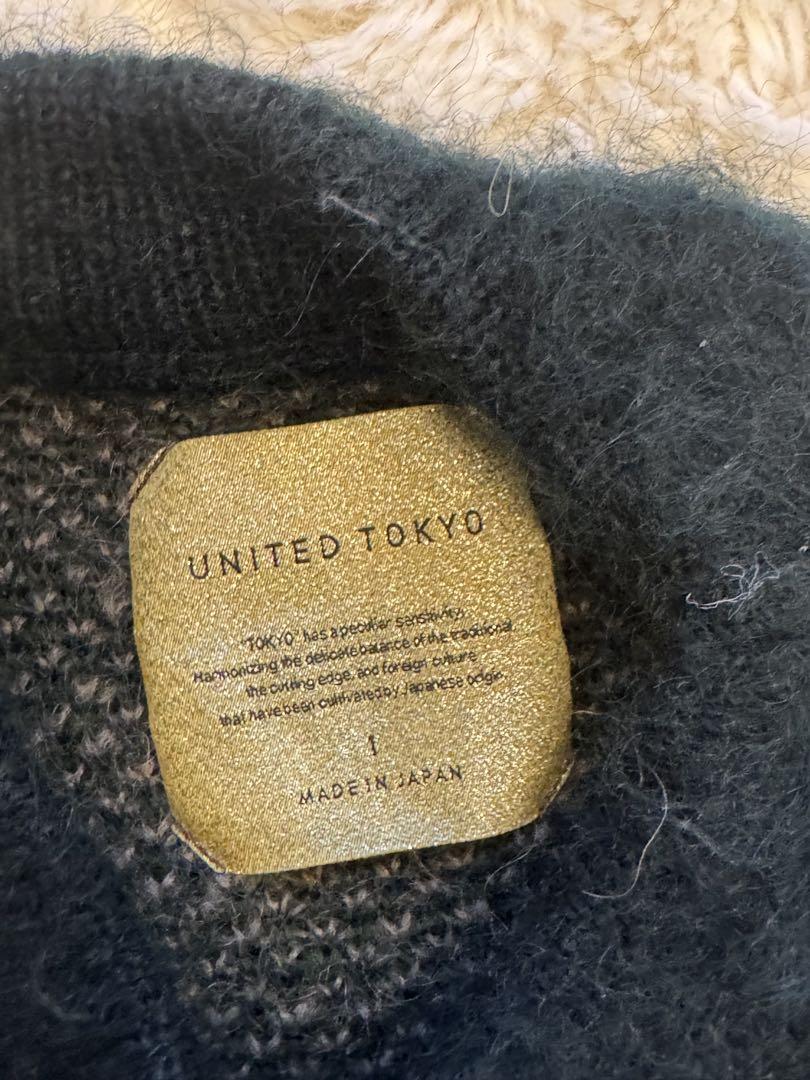 UNITED TOKYO
"TOKYO" has a peculiar sensitivity.
Harmonizing the delicate balance of the traditional
the cutting edge, and foreign culture
that have been cultivated by Japanese origin.
1
MADE IN JAPAN